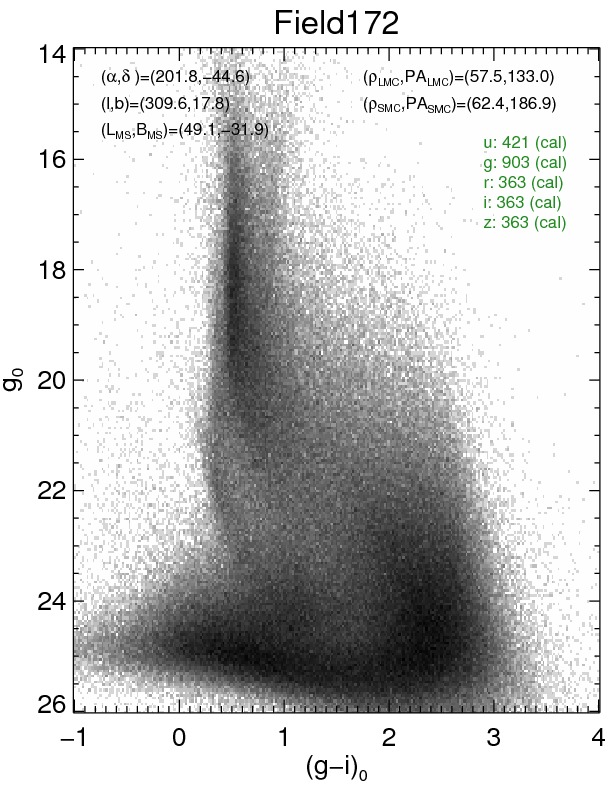 Field172
14
(α,δ)=(201.8,−44.6)
(ρLMC,PALMC)=(57.5,133.0)
(l,b)=(309.6,17.8)
(ρSMC,PASMC)=(62.4,186.9)
(LMS,BMS)=(49.1,−31.9)
u: 421 (cal)
16
g: 903 (cal)
r: 363 (cal)
i: 363 (cal)
z: 363 (cal)
18
20
g0
22
24
26
−1 0 1 2 3 4
(g−i)0